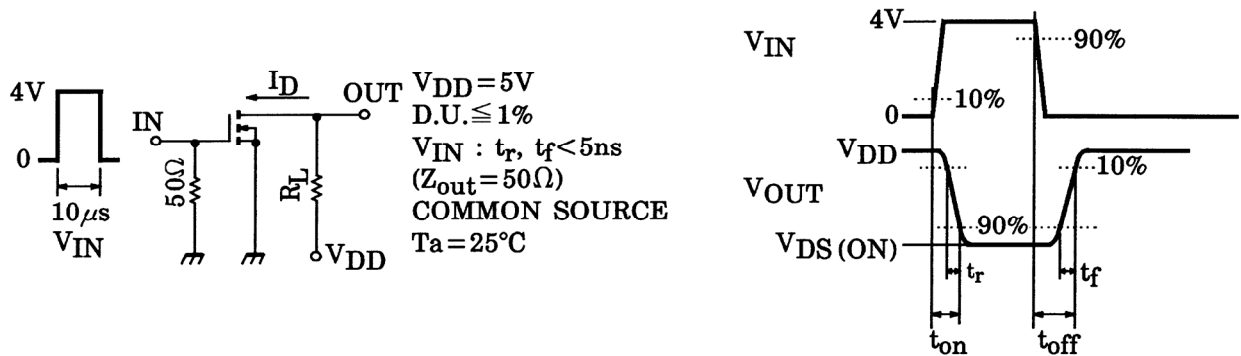 4V
0
10μs
VIN
IN
50Ω
ID
OUT
RL
VDD
VDD=5V
D.U.≦1%
VIN : tr, tf<5ns
(Zout=50Ω)
COMMON SOURCE
Ta=25°C
VIN
4V
90%
10%
0
VDD
VOUT
10%
90%
VDS (ON)
tr
tf
ton
toff